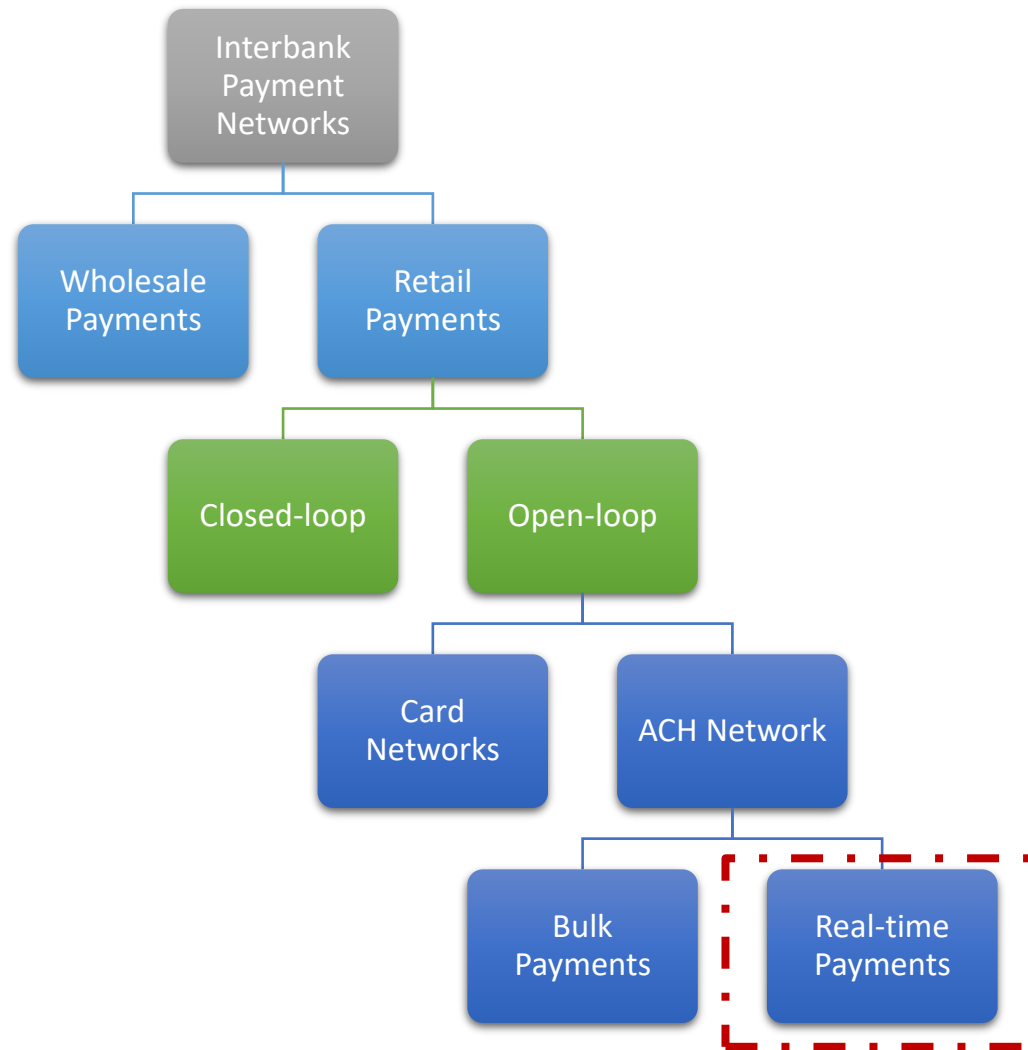 Interbank
Payment
Networks
Wholesale
Payments
Retail
Payments
Closed-loop
Open-loop
Card
Networks
ACH Network
Bulk
Payments
Real-time
Payments